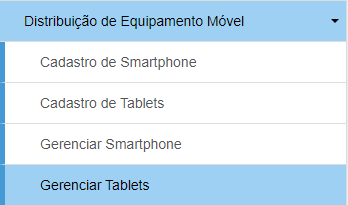 Distribuição de Equipamento Móvel
Cadastro de Smartphone
Cadastro de Tablets
Gerenciar Smartphone
Gerenciar Tablets